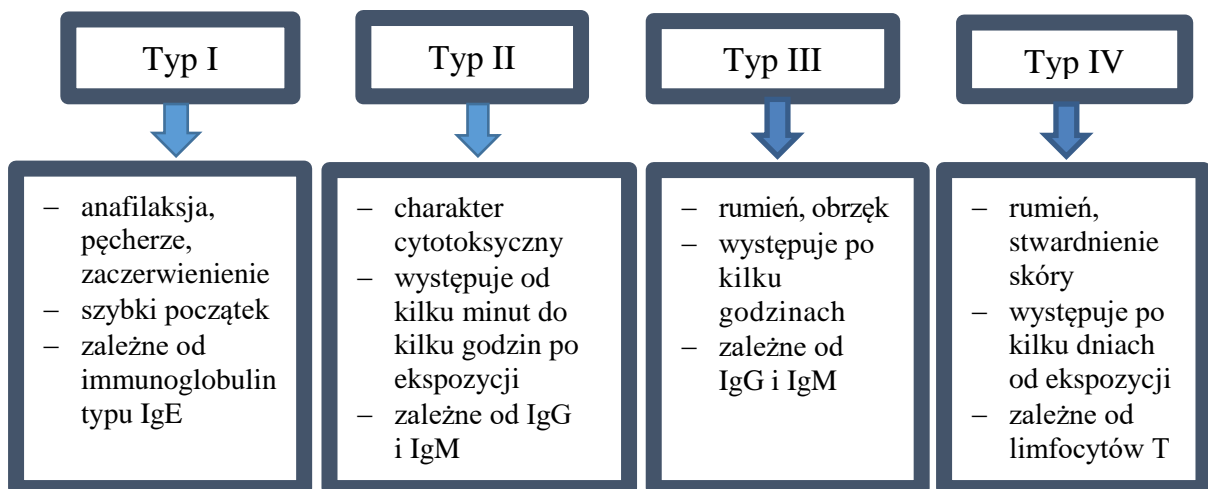 Typ I
Typ II
Typ III
Typ IV
– anafilaksja,
pęcherze,
zaczerwienienie
– szybki początek
– zależne od
immunoglobulin
typu IgE
– charakter
cytotoksyczny
– występuje od
kilku minut do
kilku godzin po
ekspozycji
– zależne od IgG
i IgM
– rumień, obrzęk
– występuje po
kilku
godzinach
– zależne od
IgG i IgM
– rumień,
stwardnienie
skóry
– występuje po
kilku dniach
od ekspozycji
– zależne od
limfocytów T